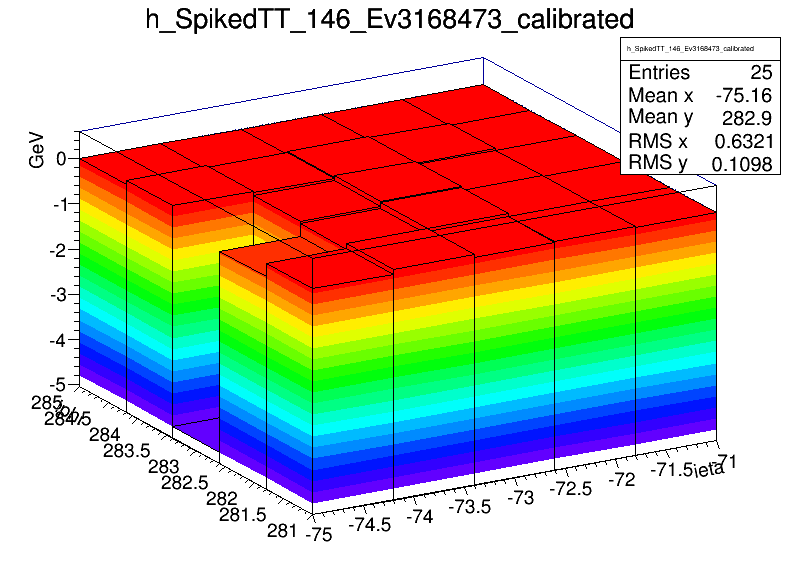 h_SpikedTT_146_Ev3168473_calibrated
h_SpikedTT_146_Ev3168473_calibrated
Entries 25
Mean x -75.16
Mean y 282.9
RMS x 0.6321
RMS y 0.1098
GeV
0
-1
-2
-3
-4
-5
285
284.5
284
283.5
283
282.5
282
281.5
281
-75
-74.5
-74
-73.5
-73
-72.5
-72
-71.5
-71
ieta